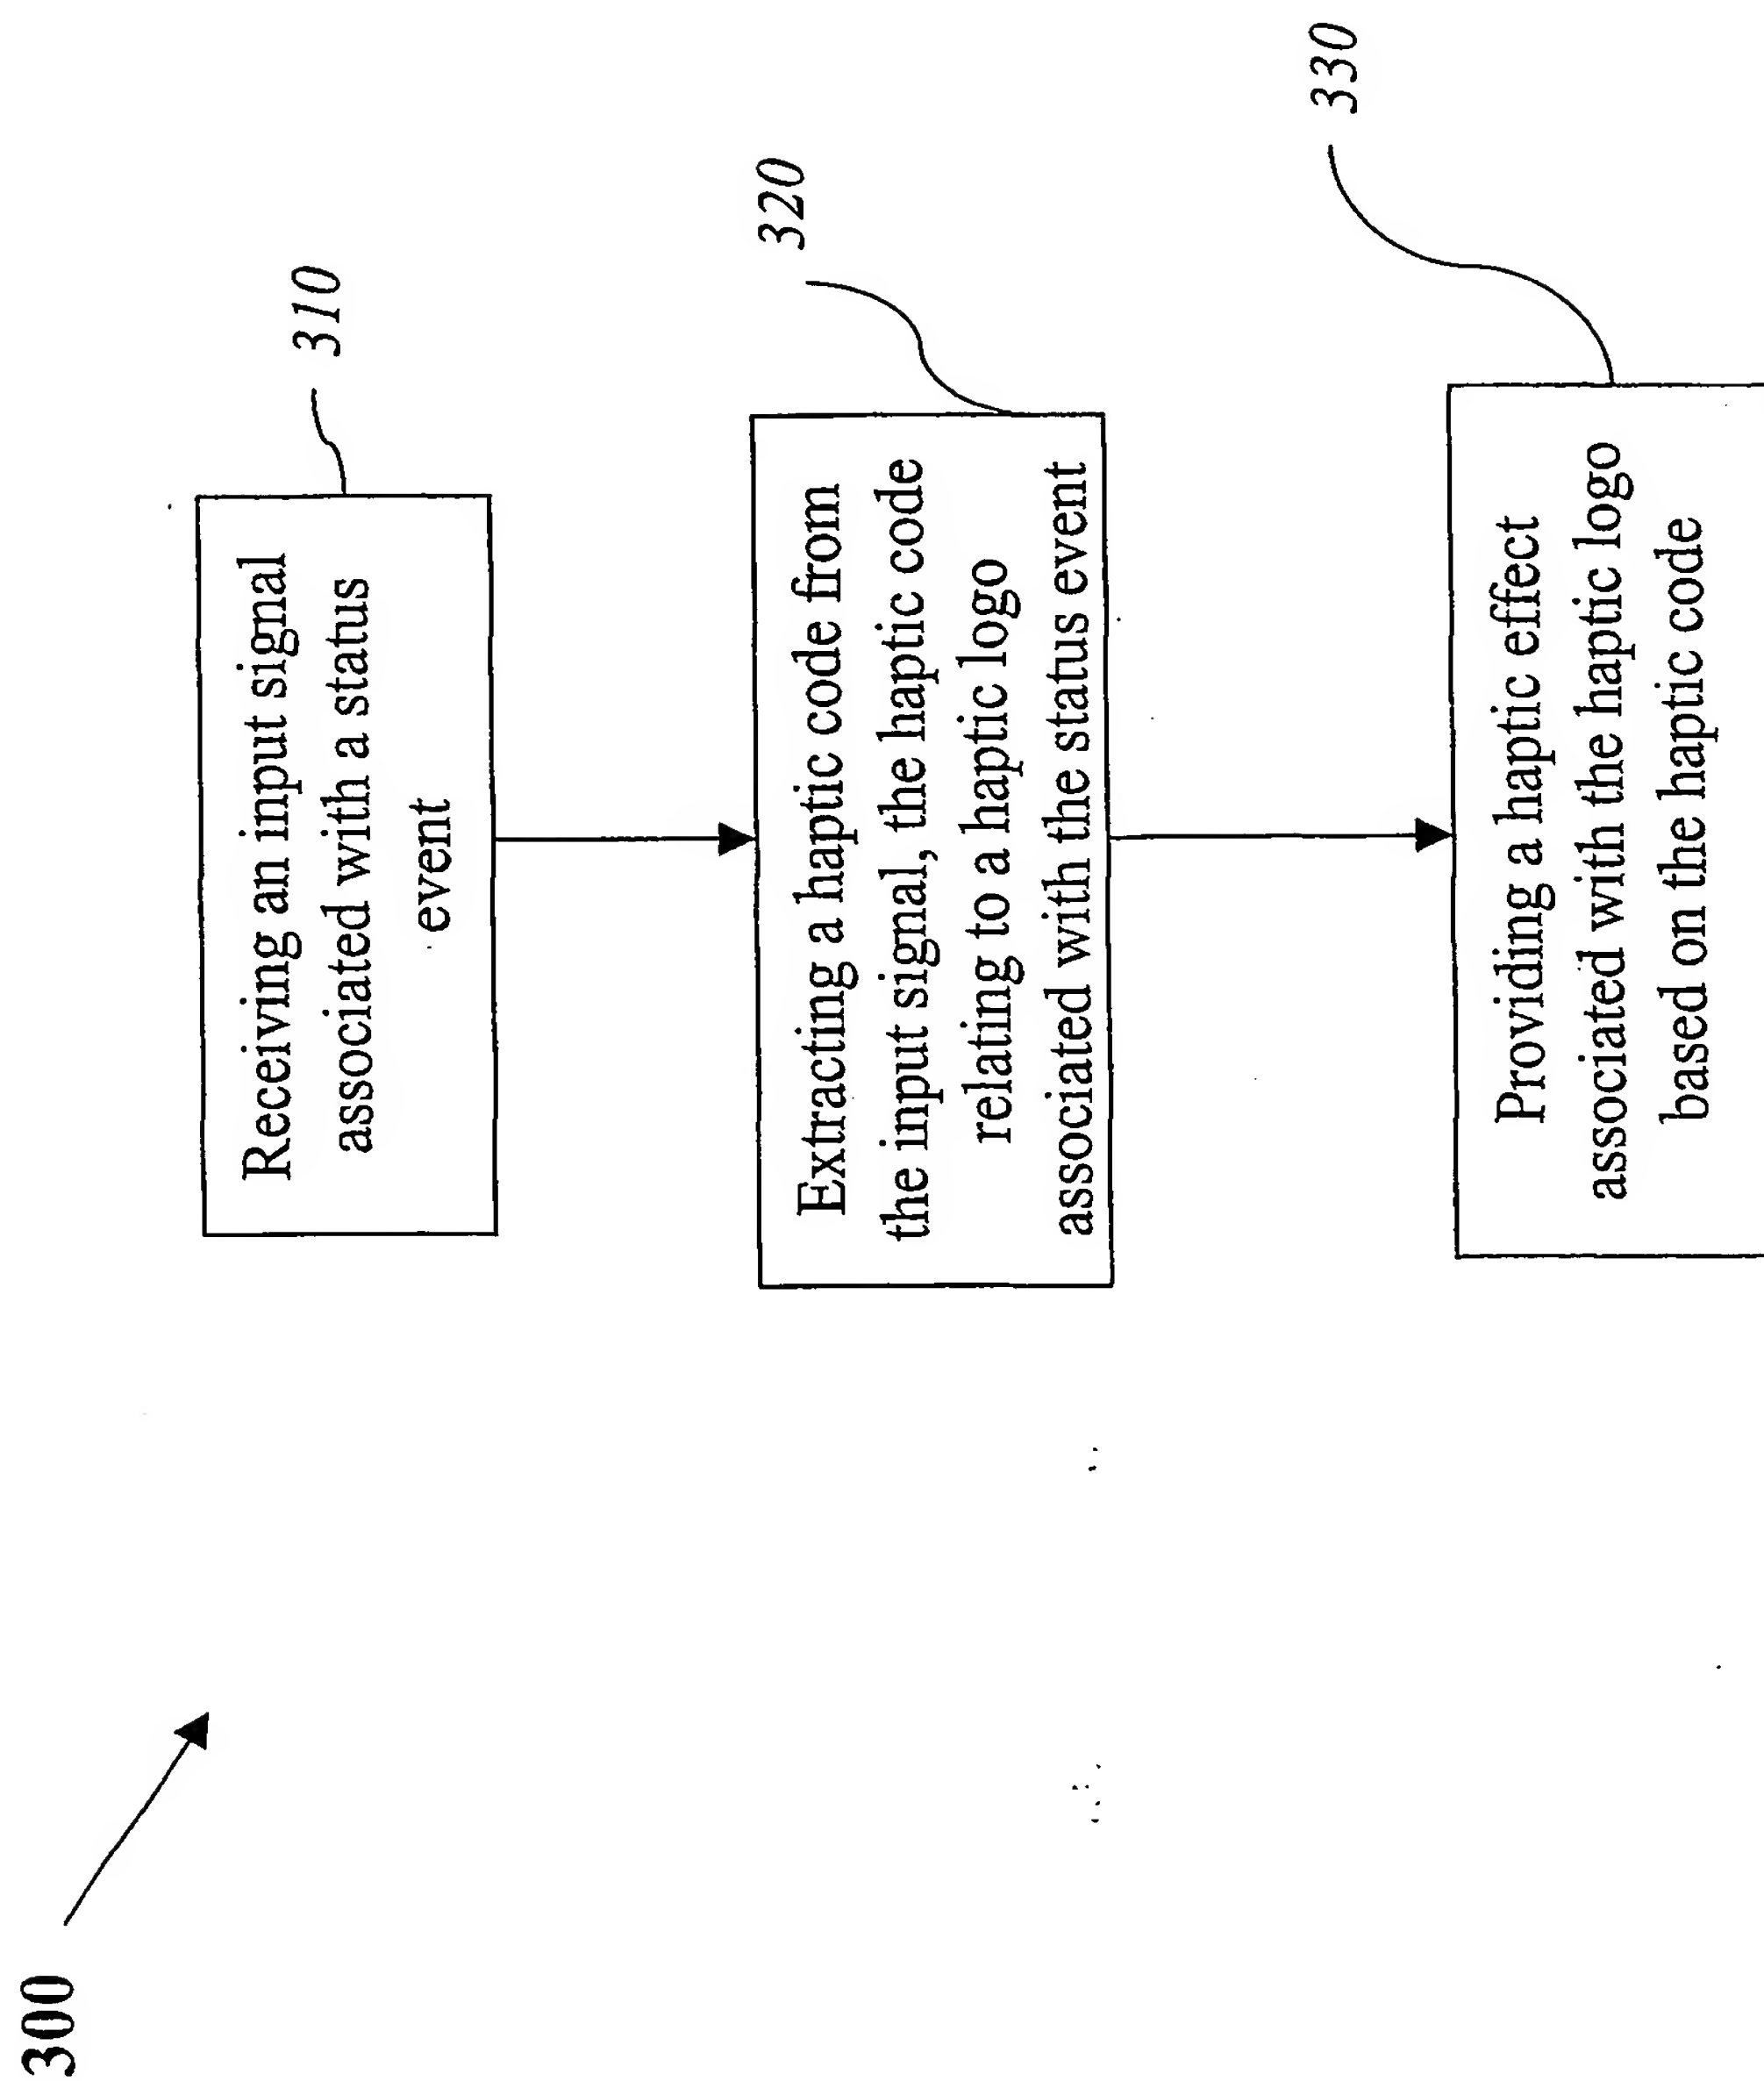 300
Receiving an input signal
associated with a status
event
310
Extracting a haptic code from
the input signal, the haptic code
relating to a haptic logo
associated with the status event
320
Providing a haptic effect
associated with the haptic logo
based on the haptic code
330